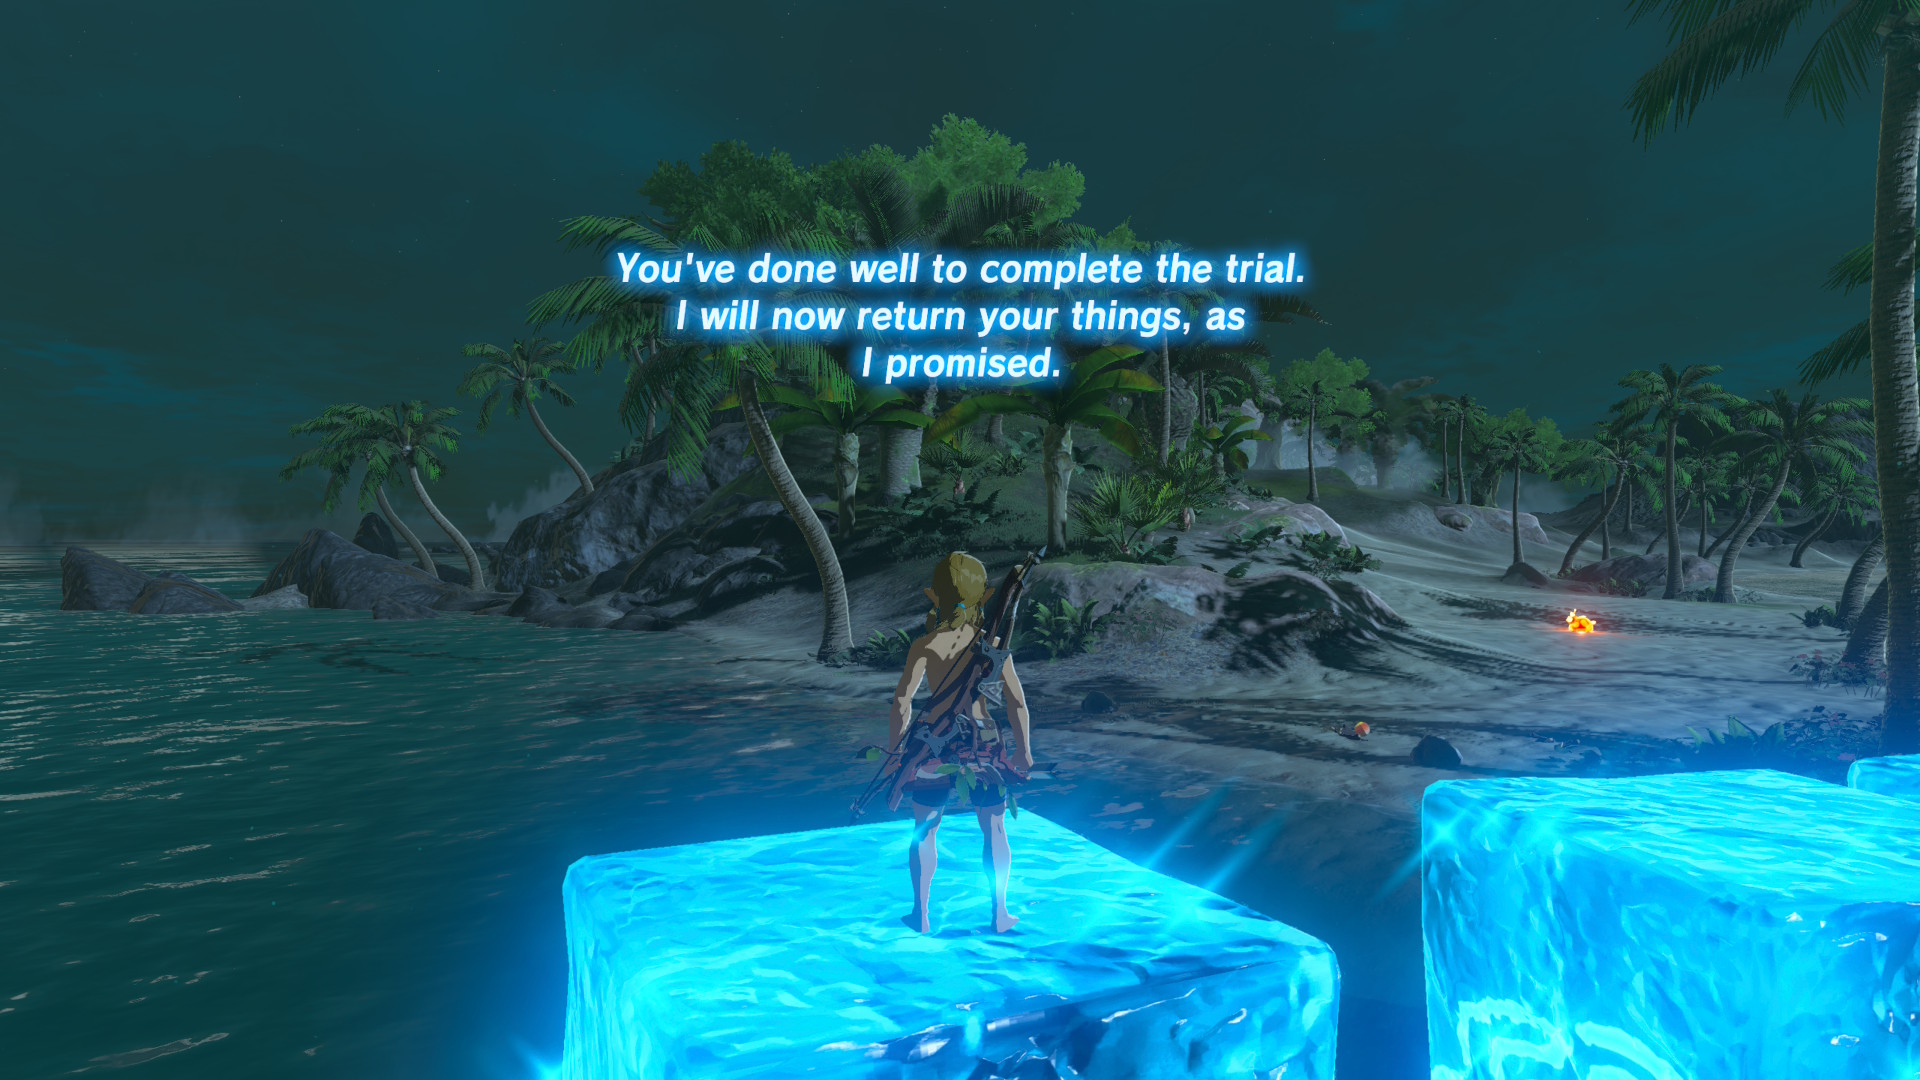 You've done well to complete the trial.
I will now return your things, as
I promised.